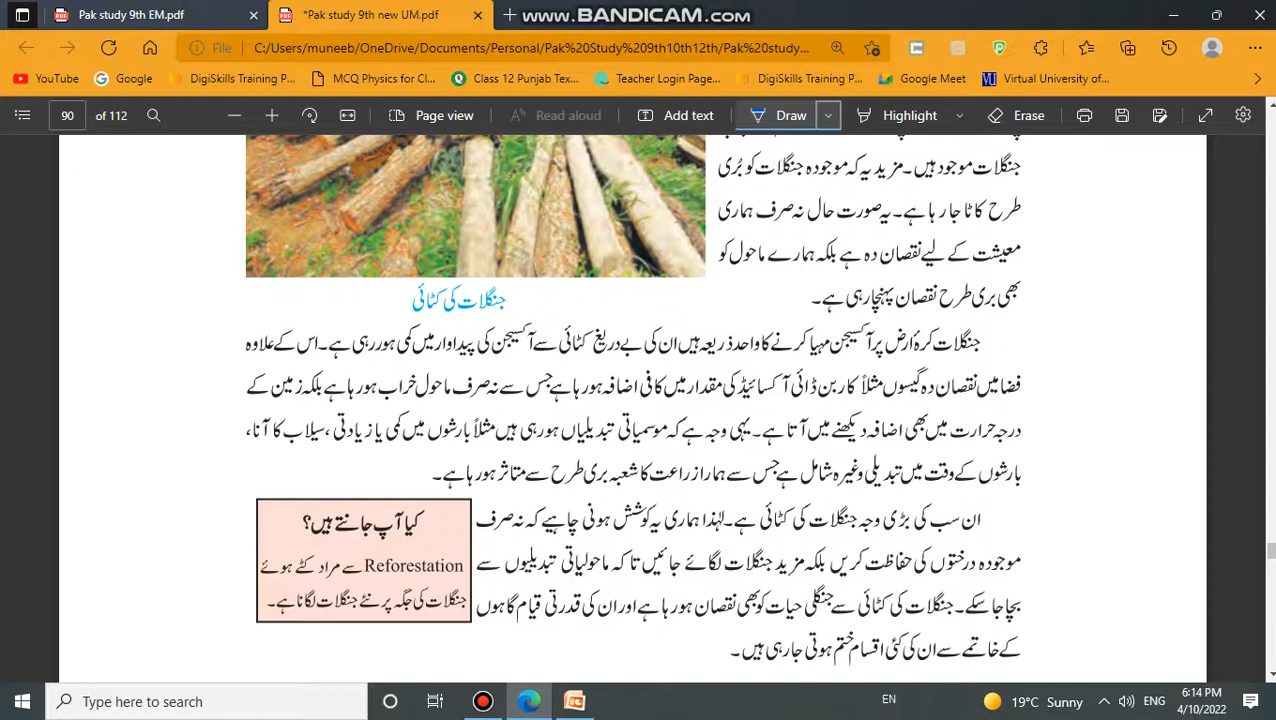 Pak study 9th EM.pdf
*Pak study 9th new UM.pdf
www.BANDICAM.com
File
C:/Users/muneeb/OneDrive/Documents/Personal/Pak%20Study%209th10th12th/Pak%20study...
YouTube
Google
DigiSkills Training P...
MCQ Physics for Cl...
Class 12 Punjab Tex...
Teacher Login Page...
DigiSkills Training P...
Google Meet
Virtual University of...
90 of 112
Page view
Read aloud
Add text
Draw
Highlight
Erase
جنگلات موجود ہیں۔ مزید یہ کہ موجودہ جنگلات کو بُری
طرح کاٹا جا رہا ہے۔ یہ صورت حال نہ صرف ہماری
معیشت کے لیے نقصان دہ ہے بلکہ ہمارے ماحول کو
بھی بری طرح نقصان پہنچا رہی ہے۔
جنگلات کی کٹائی
جنگلات کرۂ ارض پر آکسیجن مہیا کرنے کا واحد ذریعہ ہیں ان کی بے دریغ کٹائی سے آکسیجن کی پیداوار میں کمی ہو رہی ہے۔ اس کے علاوہ
فضا میں نقصان دہ گیسوں مثلاً کاربن ڈائی آکسائیڈ کی مقدار میں کافی اضافہ ہو رہا ہے جس سے نہ صرف ماحول خراب ہو رہا ہے بلکہ زمین کے
درجہ حرارت میں بھی اضافہ دیکھنے میں آتا ہے۔ یہی وجہ ہے کہ موسمیاتی تبدیلیاں ہو رہی ہیں مثلاً بارشوں میں کمی یا زیادتی، سیلاب کا آنا،
بارشوں کے وقت میں تبدیلی وغیرہ شامل ہے جس سے ہمارا زراعت کا شعبہ بری طرح سے متاثر ہو رہا ہے۔
ان سب کی بڑی وجہ جنگلات کی کٹائی ہے۔ لہٰذا ہماری یہ کوشش ہونی چاہیے کہ نہ صرف
موجودہ درختوں کی حفاظت کریں بلکہ مزید جنگلات لگائے جائیں تاکہ ماحولیاتی تبدیلیوں سے
بچا جا سکے۔ جنگلات کی کٹائی سے جنگلی حیات کو بھی نقصان ہو رہا ہے اور ان کی قدرتی قیام گاہوں
کے خاتمے سے ان کی کئی اقسام ختم ہوتی جا رہی ہیں۔
کیا آپ جانتے ہیں؟
Reforestation سے مراد کٹے ہوئے
جنگلات کی جگہ پر نئے جنگلات لگانا ہے۔
Type here to search
EN
19°C Sunny
ENG
6:14 PM
4/10/2022